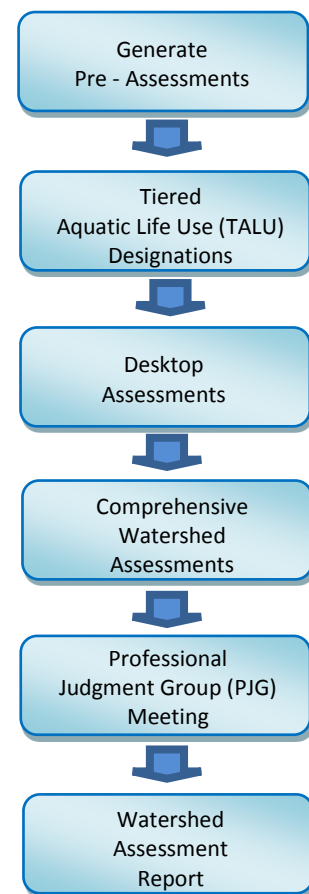 Generate
Pre - Assessments
Tiered
Aquatic Life Use (TALU)
Designations
Desktop
Assessments
Comprehensive
Watershed
Assessments
Professional
Judgment Group (PJG)
Meeting
Watershed
Assessment
Report